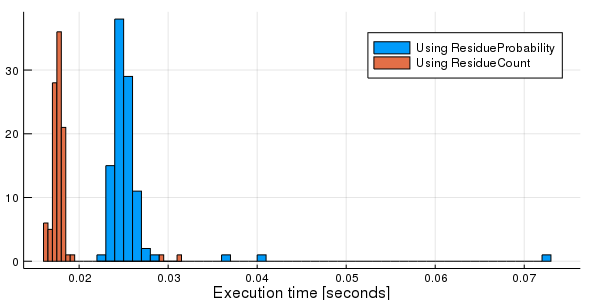 Using ResidueProbability
Using ResidueCount
30
20
10
0
0.02 0.03 0.04 0.05 0.06 0.07
Execution time [seconds]